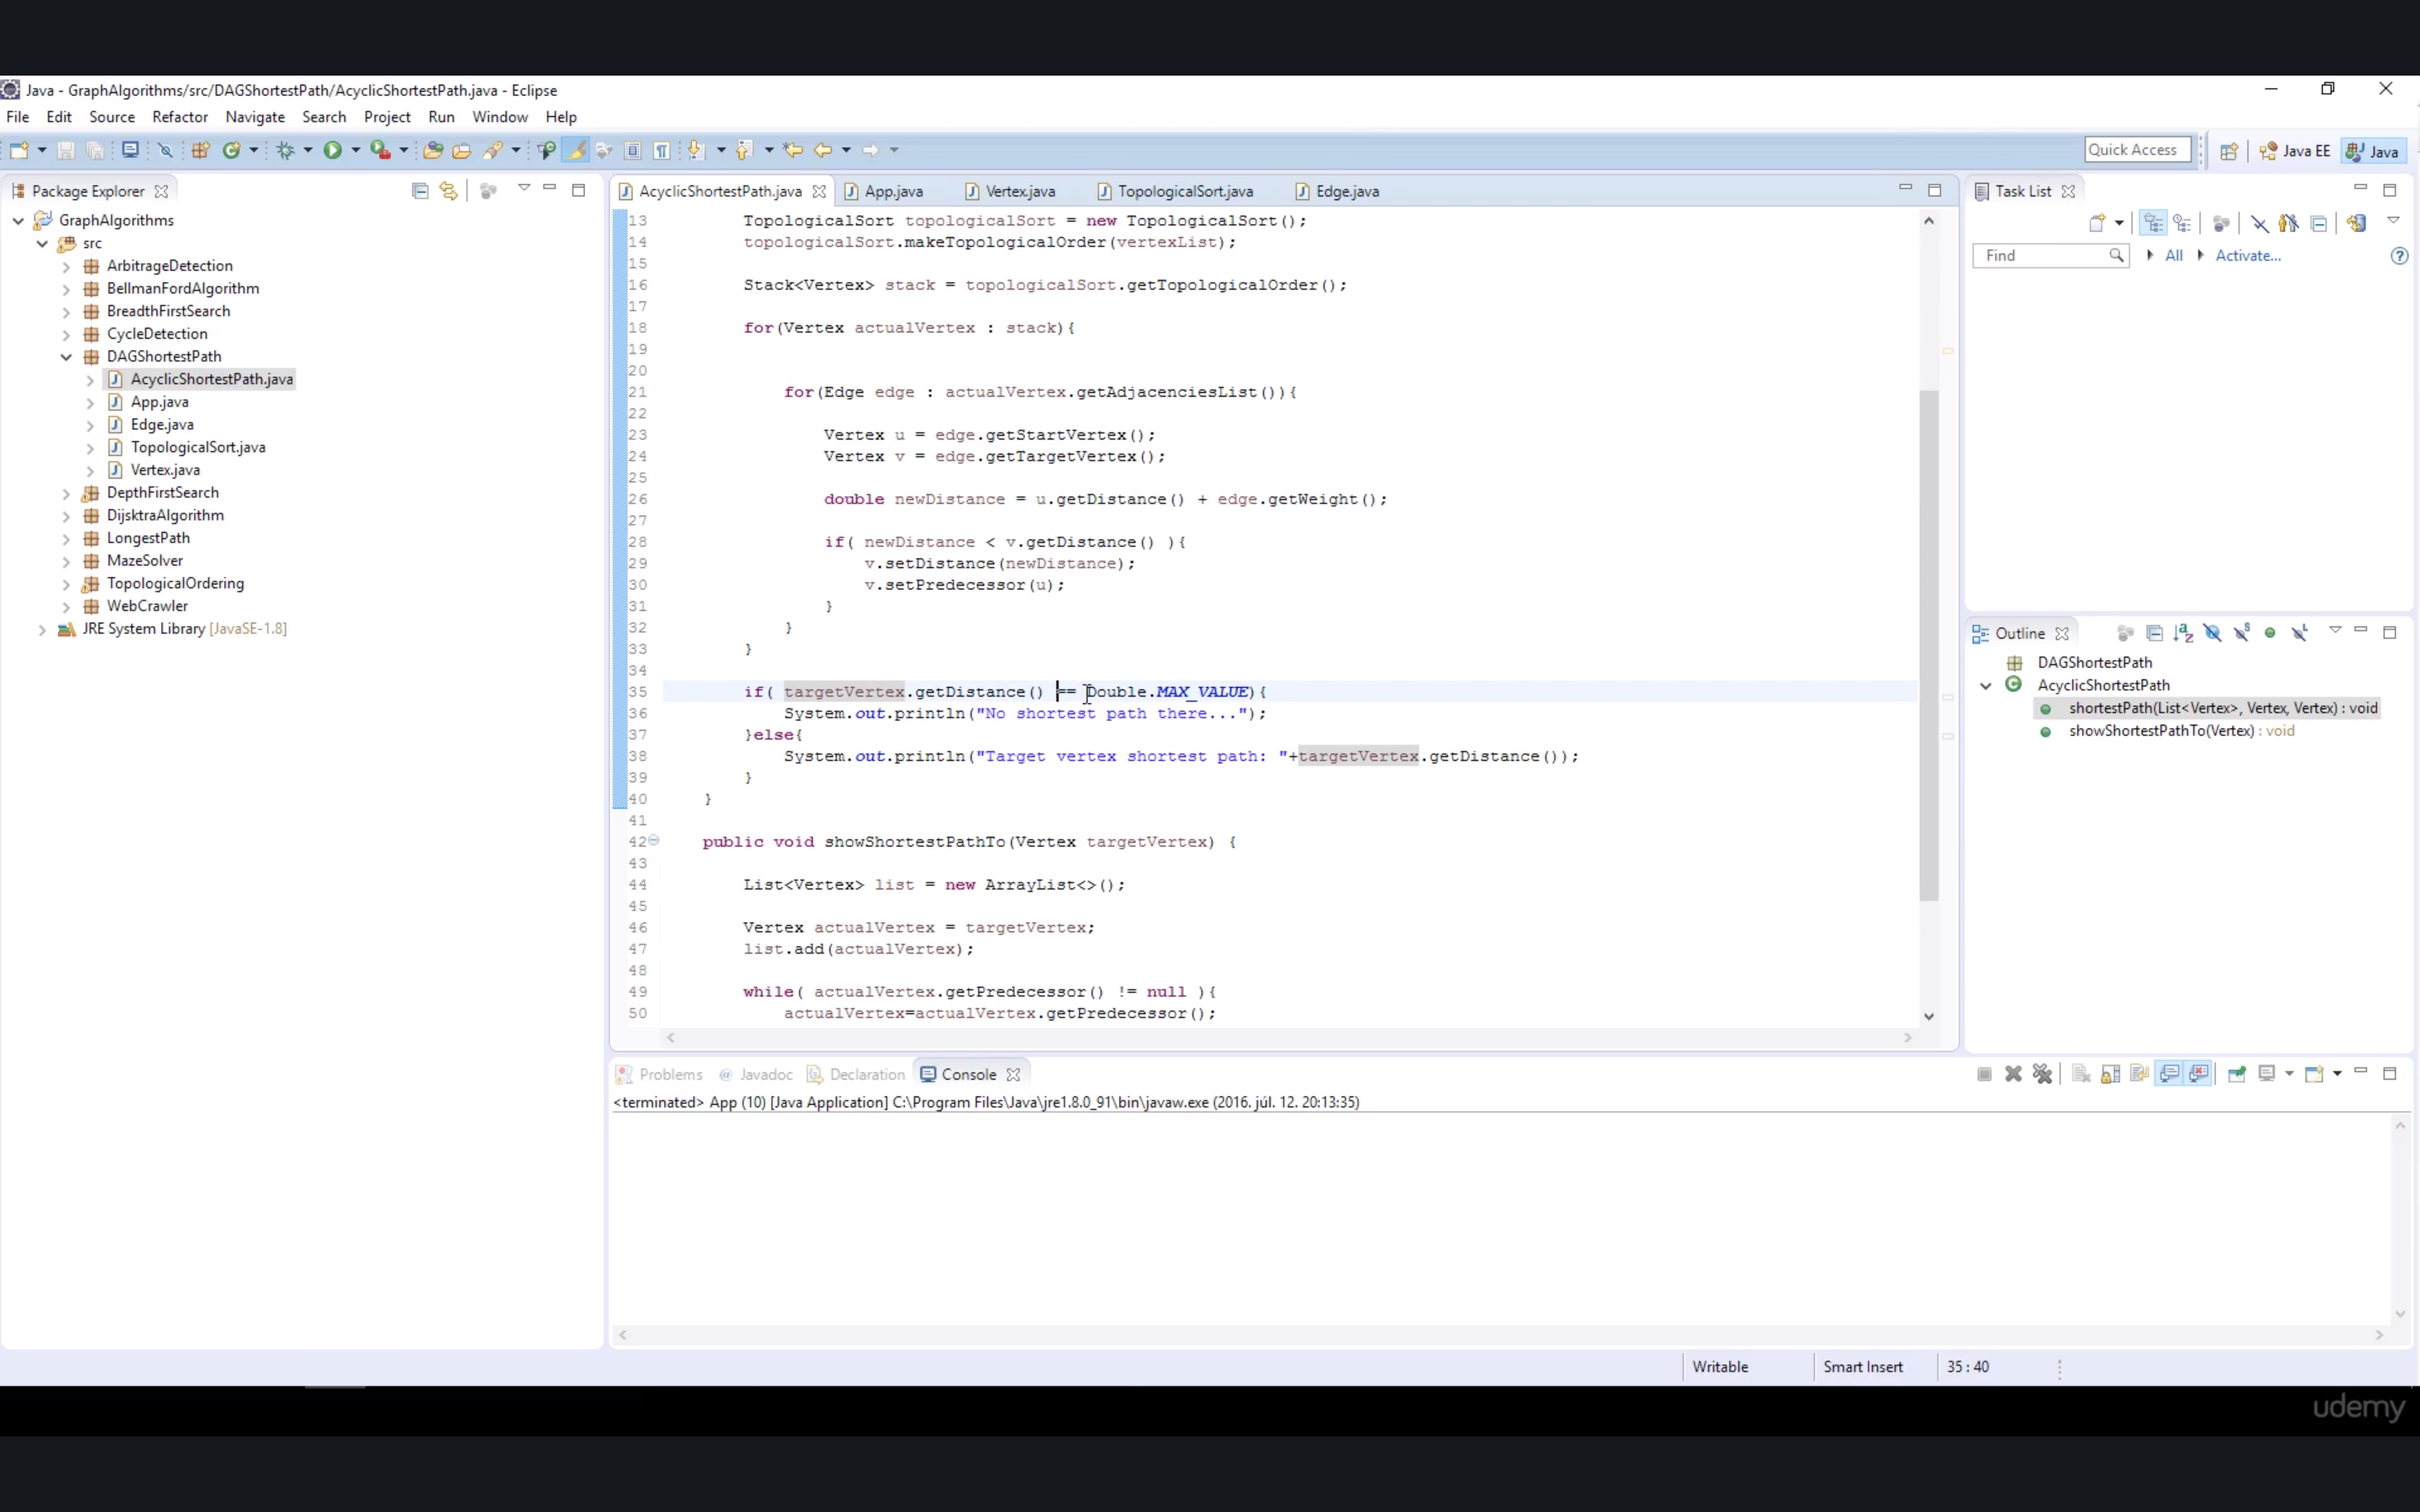 Java - GraphAlgorithms/src/DAGShortestPath/AcyclicShortestPath.java - Eclipse
File Edit Source Refactor Navigate Search Project Run Window Help
Quick Access
Java EE
Java
Package Explorer
GraphAlgorithms
src
ArbitrageDetection
BellmanFordAlgorithm
BreadthFirstSearch
CycleDetection
DAGShortestPath
AcyclicShortestPath.java
App.java
Edge.java
TopologicalSort.java
Vertex.java
DepthFirstSearch
DijsktraAlgorithm
LongestPath
MazeSolver
TopologicalOrdering
WebCrawler
JRE System Library [JavaSE-1.8]
AcyclicShortestPath.java App.java Vertex.java TopologicalSort.java Edge.java
13 TopologicalSort topologicalSort = new TopologicalSort();
14 topologicalSort.makeTopologicalOrder(vertexList);
15
16 Stack<Vertex> stack = topologicalSort.getTopologicalOrder();
17
18 for(Vertex actualVertex : stack){
19
20
21 for(Edge edge : actualVertex.getAdjacenciesList()){
22
23 Vertex u = edge.getStartVertex();
24 Vertex v = edge.getTargetVertex();
25
26 double newDistance = u.getDistance() + edge.getWeight();
27
28 if( newDistance < v.getDistance() ){
29 v.setDistance(newDistance);
30 v.setPredecessor(u);
31 }
32 }
33 }
34
35 if( targetVertex.getDistance() == Double.MAX_VALUE){
36 System.out.println("No shortest path there...");
37 }else{
38 System.out.println("Target vertex shortest path: "+targetVertex.getDistance());
39 }
40 }
41
42 public void showShortestPathTo(Vertex targetVertex) {
43
44 List<Vertex> list = new ArrayList<>();
45
46 Vertex actualVertex = targetVertex;
47 list.add(actualVertex);
48
49 while( actualVertex.getPredecessor() != null ){
50 actualVertex=actualVertex.getPredecessor();
Task List
Find All Activate...
Outline
DAGShortestPath
AcyclicShortestPath
shortestPath(List<Vertex>, Vertex, Vertex) : void
showShortestPathTo(Vertex) : void
Problems @ Javadoc Declaration Console
<terminated> App (10) [Java Application] C:\Program Files\Java\jre1.8.0_91\bin\javaw.exe (2016. júl. 12. 20:13:35)
Writable Smart Insert 35 : 40
udemy